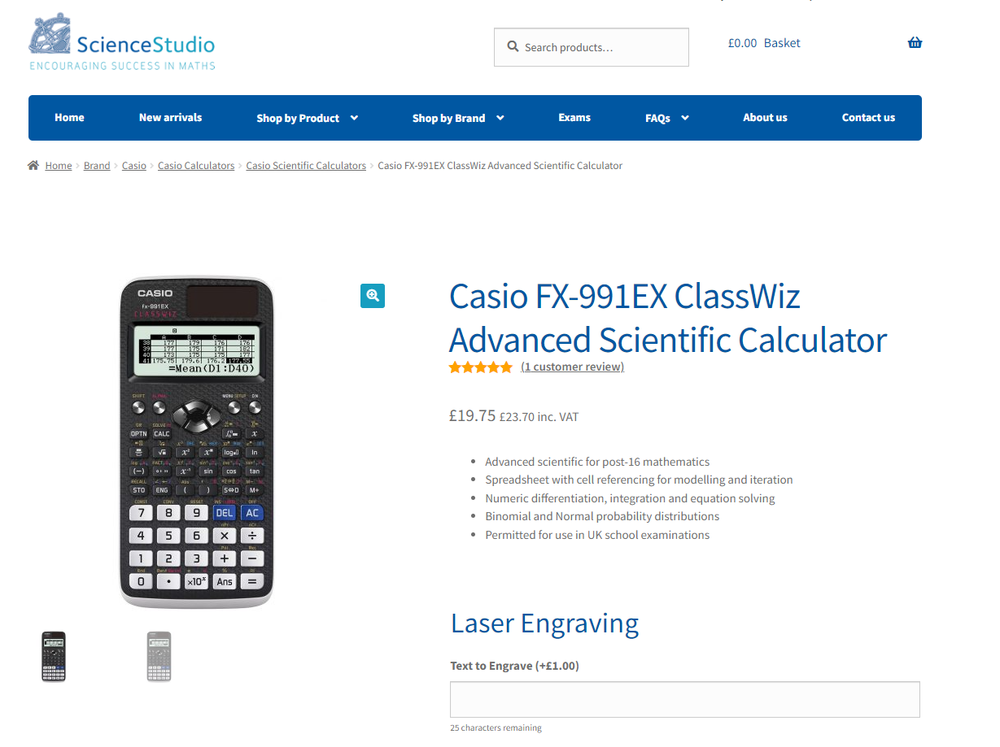 ScienceStudio
ENCOURAGING SUCCESS IN MATHS
Search products…
£0.00 Basket
Home New arrivals Shop by Product Shop by Brand Exams FAQs About us Contact us
Home Brand Casio Casio Calculators Casio Scientific Calculators Casio FX-991EX ClassWiz Advanced Scientific Calculator
CASIO
fx-991EX
CLASSWIZ
A B C D
38 177 179 176 176
39 177 175 171 182
40 173 175 175 177
41 175.75 179.6 176.2 177.55
=Mean(D1:D40)
SHIFT ALPHA MENU SETUP ON
SOLVE
OPTN CALC x
√ x² log ln
(−) x⁻¹ sin cos tan
RECALL
STO ENG ( ) S⇔D M+
OFF
7 8 9 DEL AC
4 5 6 × ÷
1 2 3 + −
0 • ×10ˣ Ans =
Casio FX-991EX ClassWiz
Advanced Scientific Calculator
(1 customer review)
£19.75 £23.70 inc. VAT
• Advanced scientific for post-16 mathematics
• Spreadsheet with cell referencing for modelling and iteration
• Numeric differentiation, integration and equation solving
• Binomial and Normal probability distributions
• Permitted for use in UK school examinations
Laser Engraving
Text to Engrave (+£1.00)
25 characters remaining